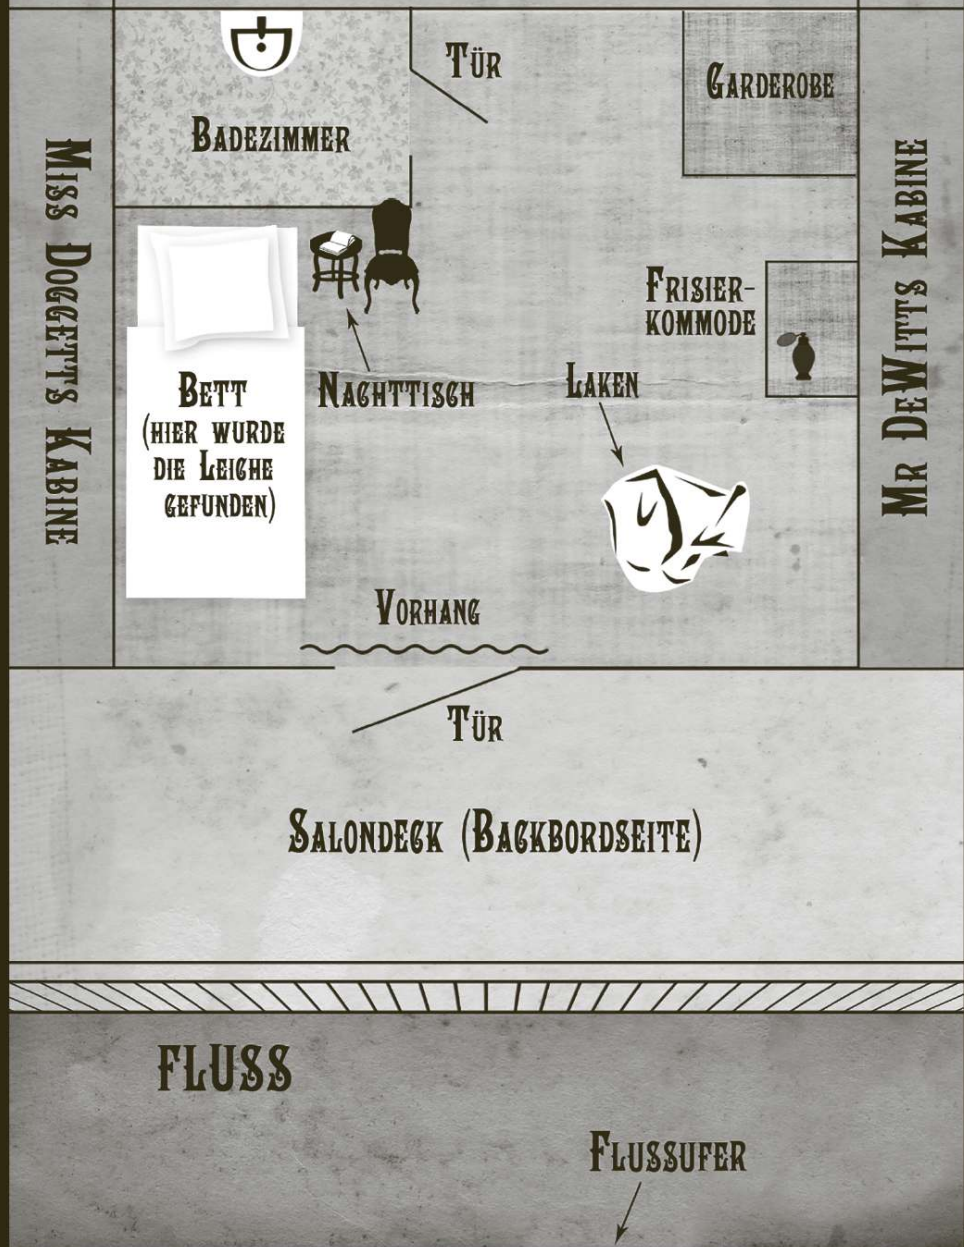 Tür
Garderobe
Badezimmer
Miss Doggetts Kabine
Mr DeWitts Kabine
Frisier-
kommode
Nachttisch
Laken
Bett
(hier wurde
die Leiche
gefunden)
Vorhang
Tür
Salondeck (Backbordseite)
FLUSS
Flussufer